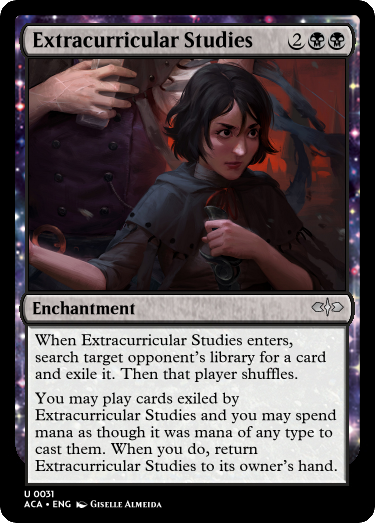 Extracurricular Studies 2
Enchantment
When Extracurricular Studies enters,
search target opponent's library for a card
and exile it. Then that player shuffles.
You may play cards exiled by
Extracurricular Studies and you may spend
mana as though it was mana of any type to
cast them. When you do, return
Extracurricular Studies to its owner's hand.
U 0031
ACA • ENG Giselle Almeida